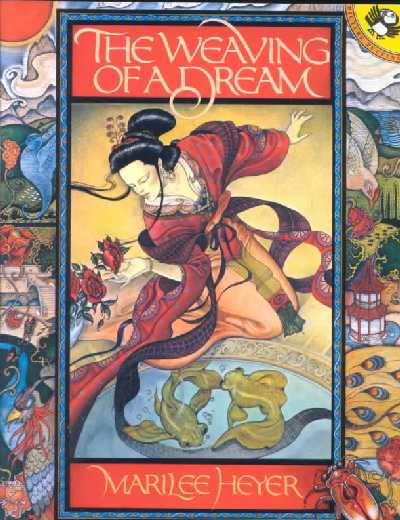 THE WEAVING
OF A DREAM
MARILEE HEYER